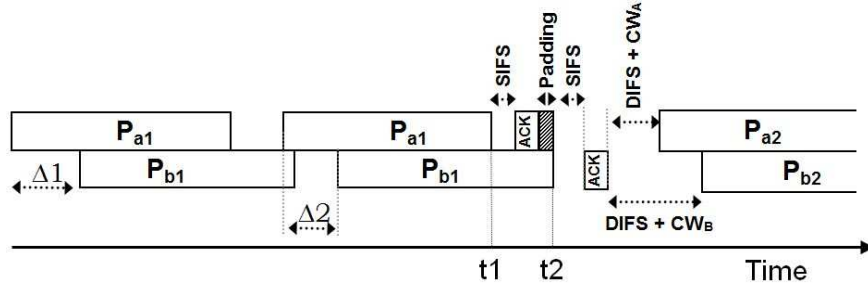 SIFS
Padding
SIFS
DIFS + CWA
Pa1
Pa1
ACK
Pa2
Pb1
Pb1
ACK
Pb2
Δ1
Δ2
DIFS + CWB
t1
t2
Time